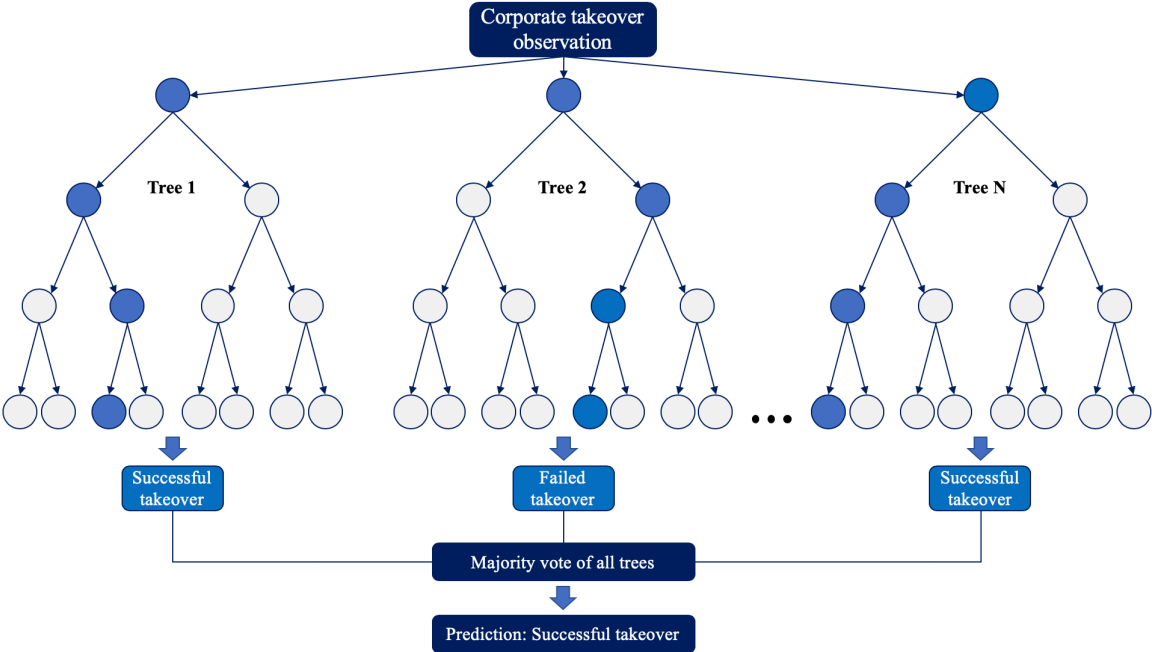 Corporate takeover
observation
Tree 1
Tree 2
Tree N
Successful
takeover
Failed
takeover
Successful
takeover
Majority vote of all trees
Prediction: Successful takeover